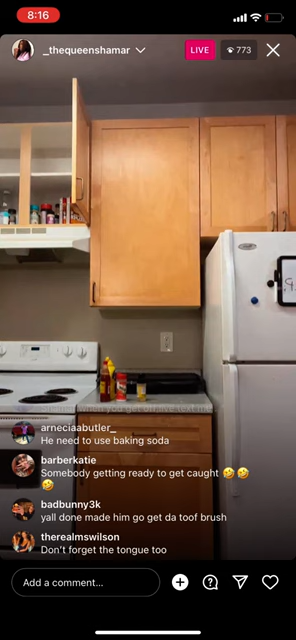 8:16
_thequeenshamar
LIVE
773
arneciaabutler_
He need to use baking soda
barberkatie
Somebody getting ready to get caught 🤣 🤣
🤣
badbunny3k
yall done made him go get da toof brush
therealmswilson
Don't forget the tongue too
Add a comment...